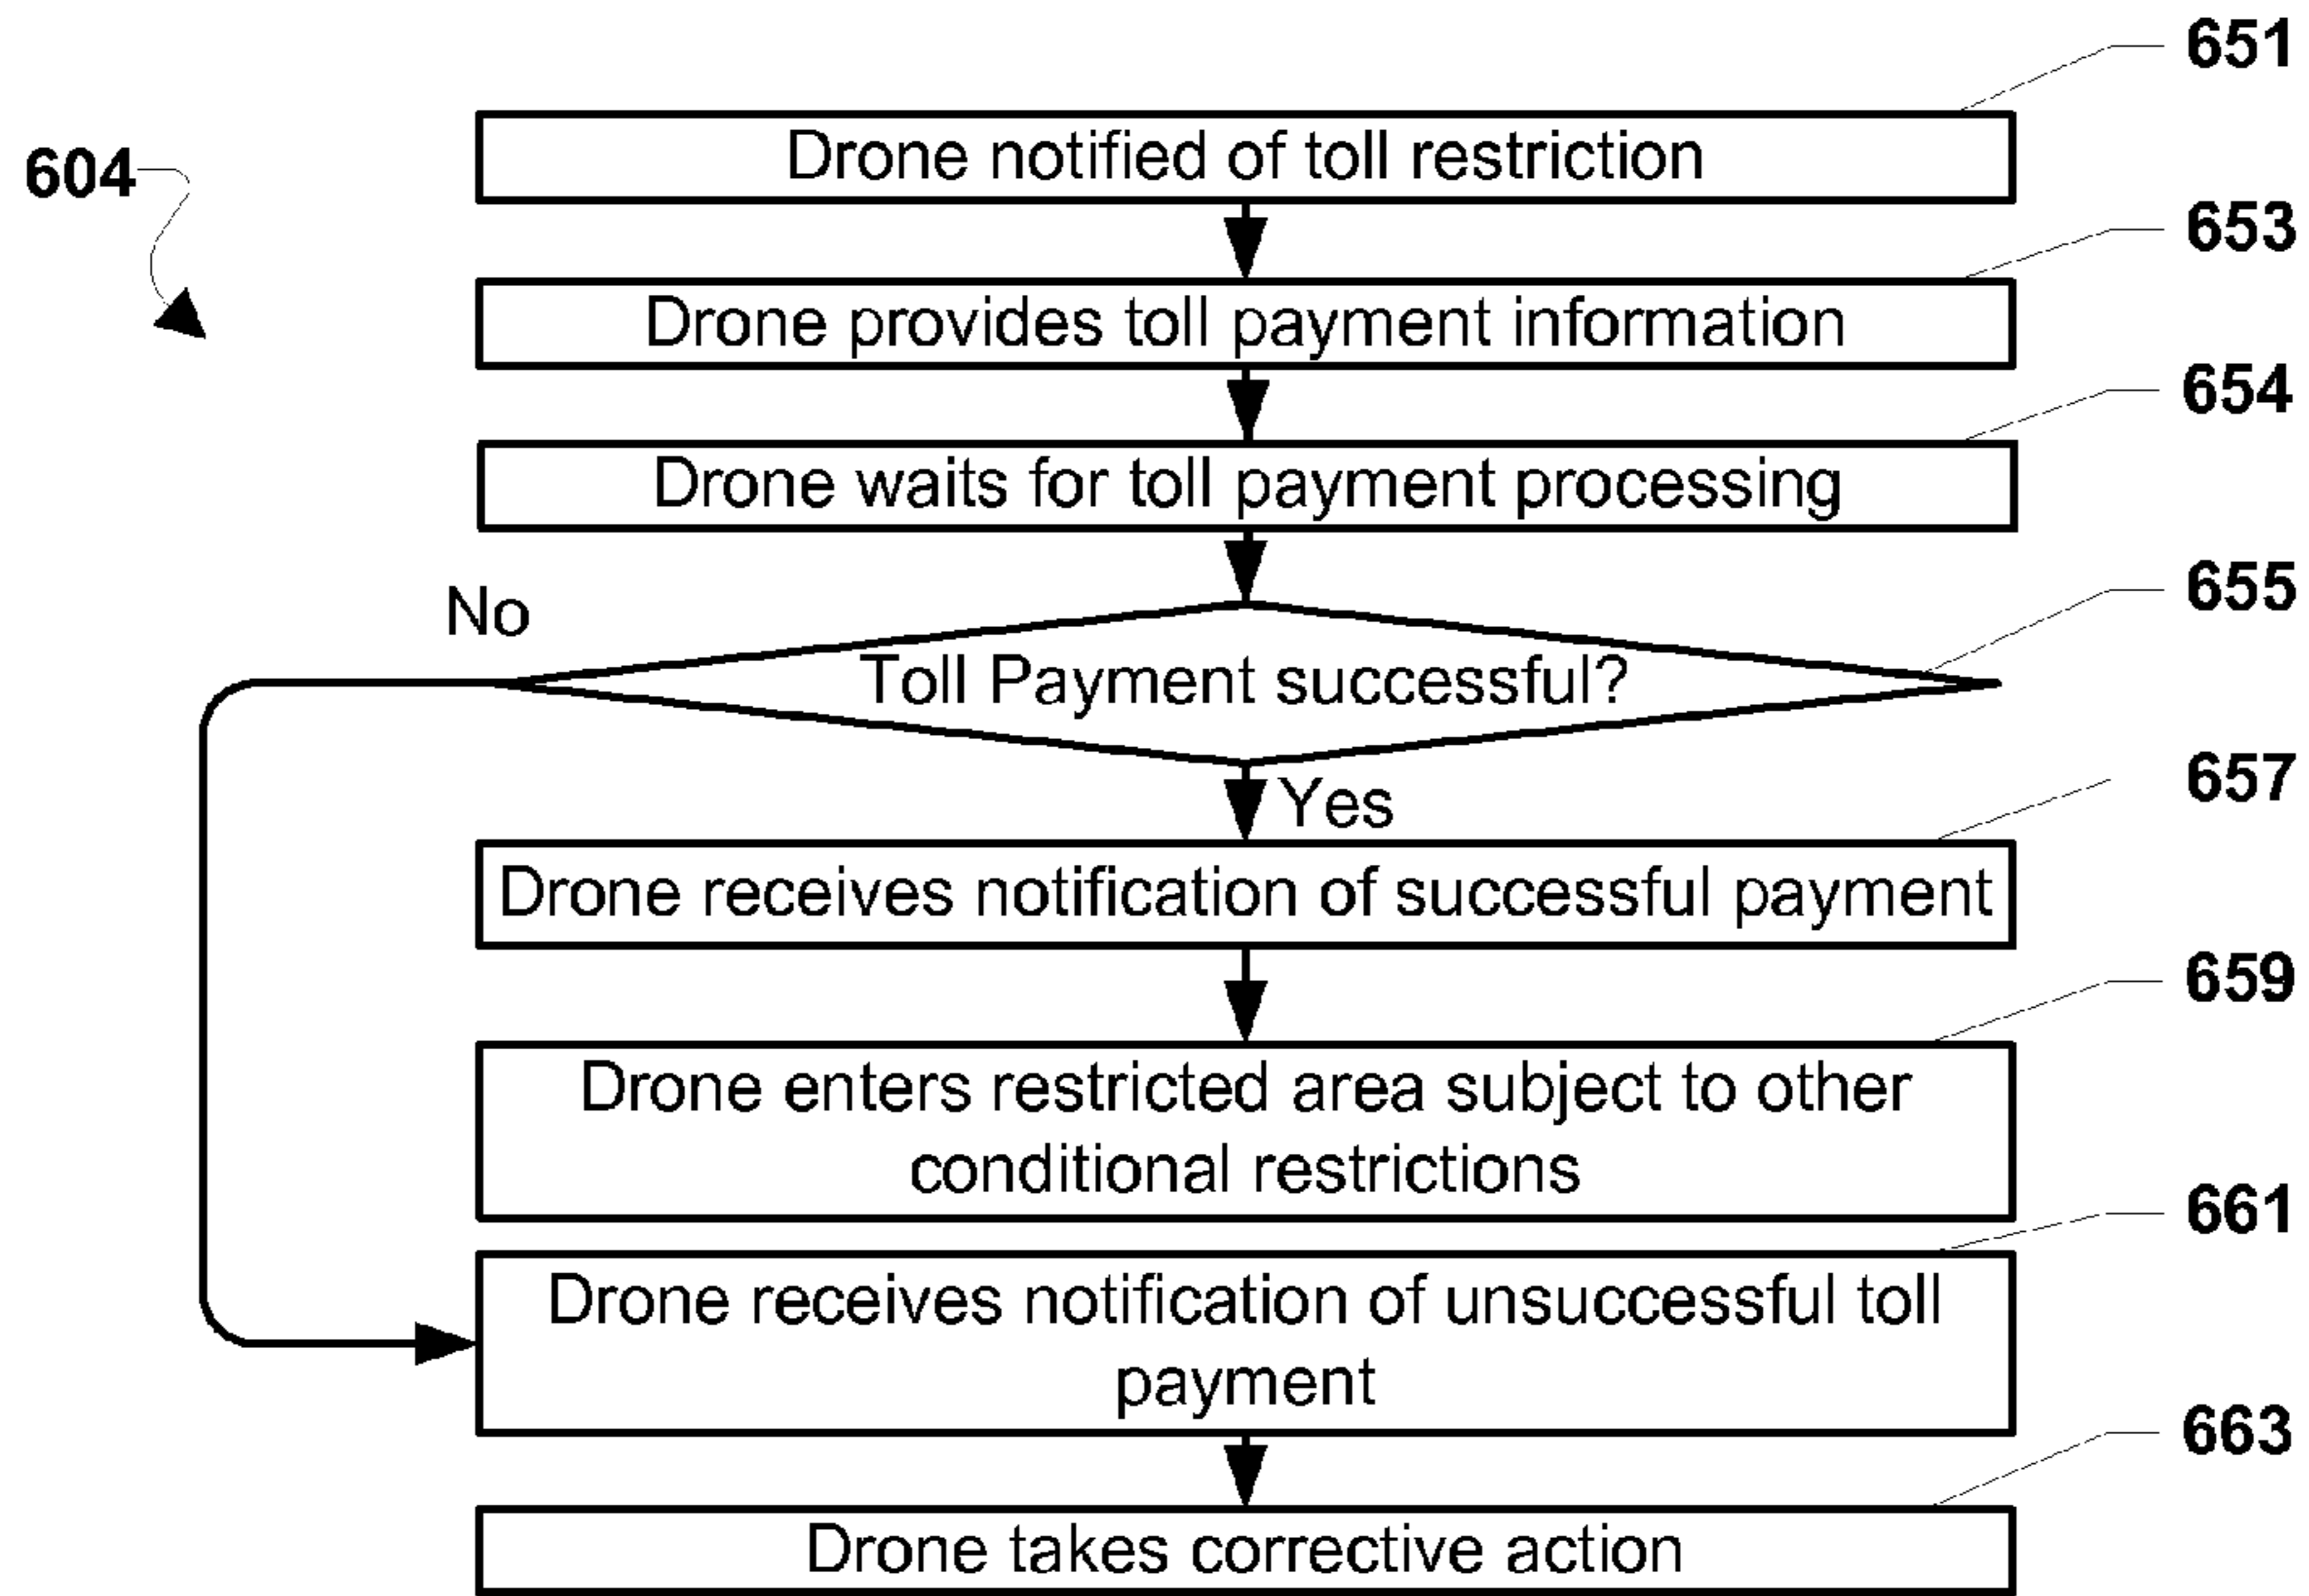 651
604
Drone notified of toll restriction
653
Drone provides toll payment information
654
Drone waits for toll payment processing
655
No
Toll Payment successful?
657
Yes
Drone receives notification of successful payment
659
Drone enters restricted area subject to other
conditional restrictions
661
Drone receives notification of unsuccessful toll
payment
663
Drone takes corrective action